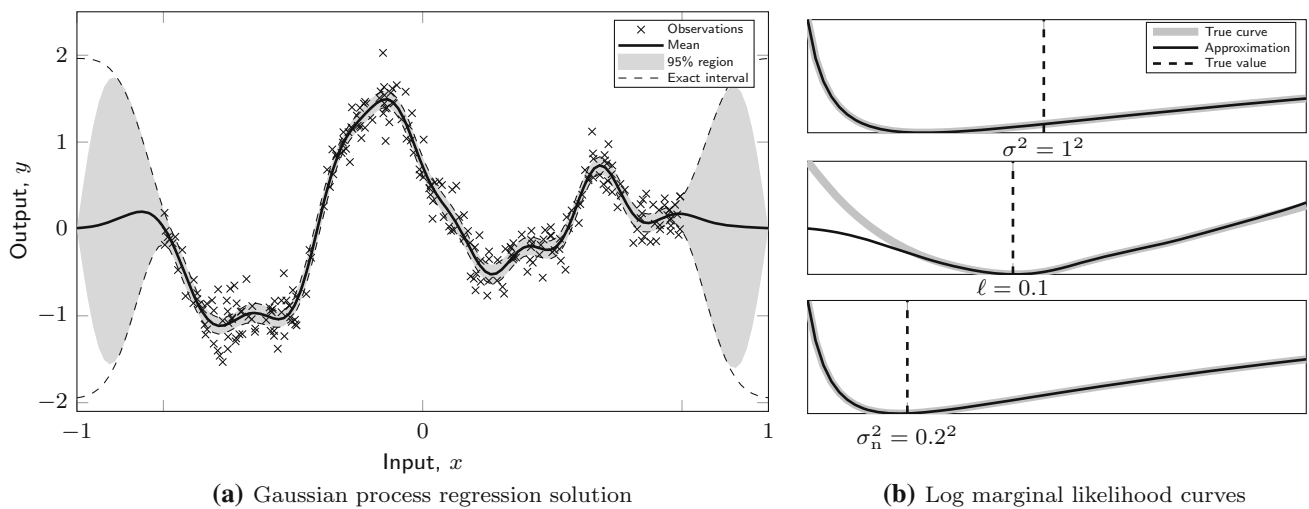 Observations
Mean
95% region
Exact interval
2
1
0
−1
−2
−1
0
1
Output, y
Input, x
(a) Gaussian process regression solution
True curve
Approximation
True value
σ² = 1²
ℓ = 0.1
σₙ² = 0.2²
(b) Log marginal likelihood curves